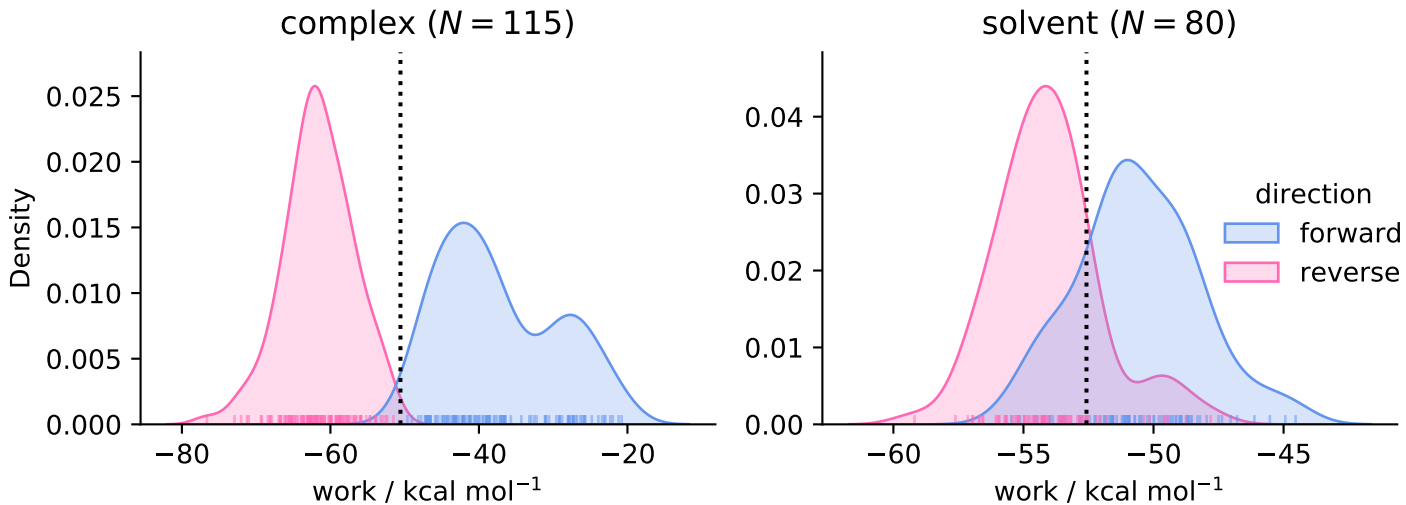 complex (N = 115)
0.025
0.020
0.015
0.010
0.005
0.000
Density
−80
−60
−40
−20
work / kcal mol⁻¹
solvent (N = 80)
0.04
0.03
0.02
0.01
0.00
−60
−55
−50
−45
work / kcal mol⁻¹
direction
forward
reverse